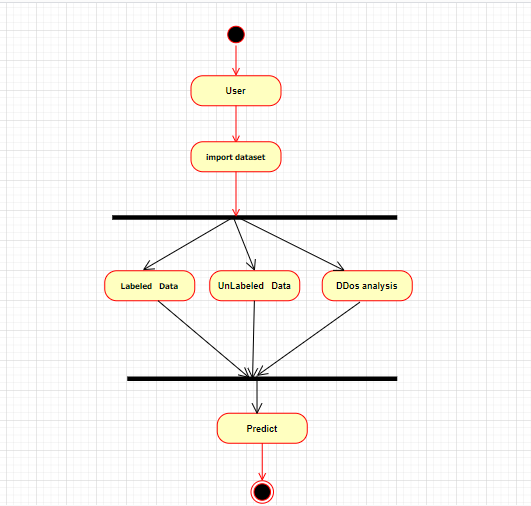 User
import dataset
Labeled Data
UnLabeled Data
DDos analysis
Predict